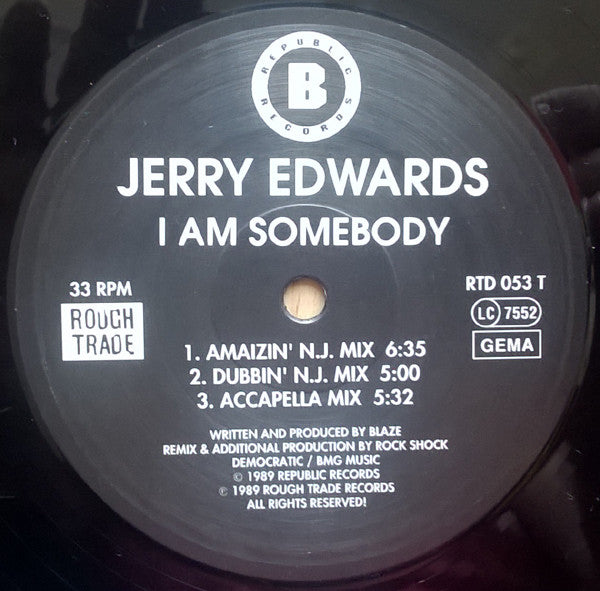 REPUBLIC
B
RECORDS
JERRY EDWARDS
I AM SOMEBODY
33 RPM
RTD 053 T
ROUGH
TRADE
LC 7552
GEMA
1. AMAIZIN' N.J. MIX 6:35
2. DUBBIN' N.J. MIX 5:00
3. ACCAPELLA MIX 5:32
WRITTEN AND PRODUCED BY BLAZE
REMIX & ADDITIONAL PRODUCTION BY ROCK SHOCK
DEMOCRATIC / BMG MUSIC
© 1989 REPUBLIC RECORDS
℗ 1989 ROUGH TRADE RECORDS
ALL RIGHTS RESERVED!